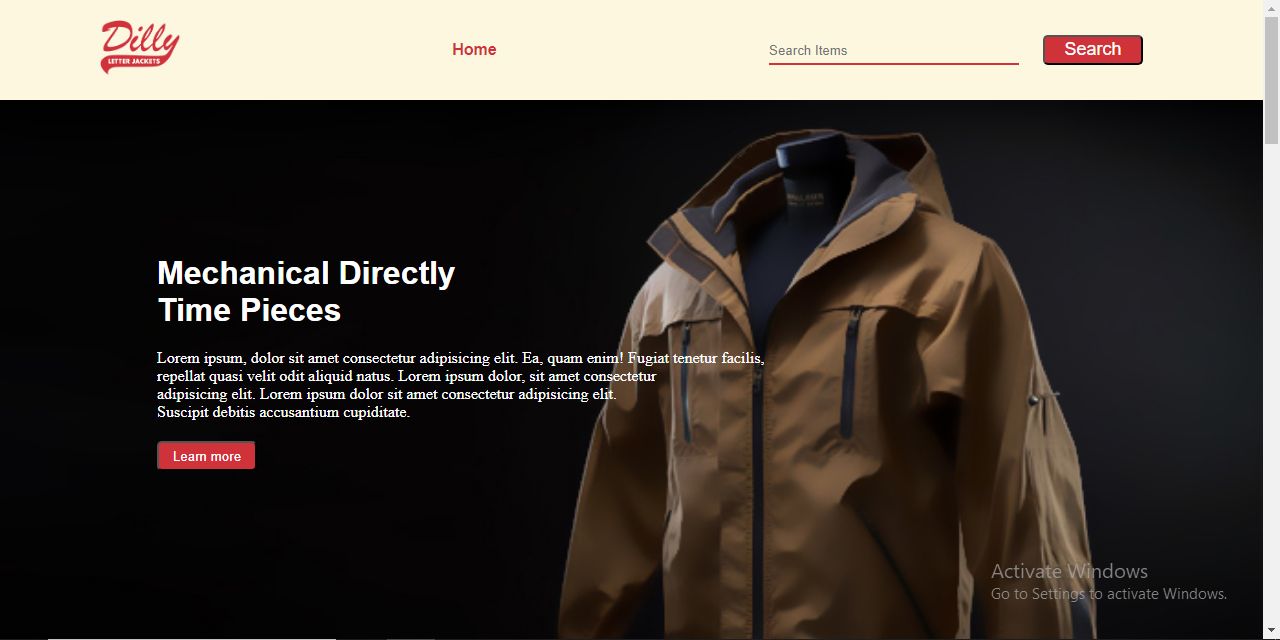 Dilly
LETTER JACKETS
Home
Search Items
Search
Mechanical Directly
Time Pieces
Lorem ipsum, dolor sit amet consectetur adipisicing elit. Ea, quam enim! Fugiat tenetur facilis,
repellat quasi velit odit aliquid natus. Lorem ipsum dolor, sit amet consectetur
adipisicing elit. Lorem ipsum dolor sit amet consectetur adipisicing elit.
Suscipit debitis accusantium cupiditate.
Learn more
Activate Windows
Go to Settings to activate Windows.